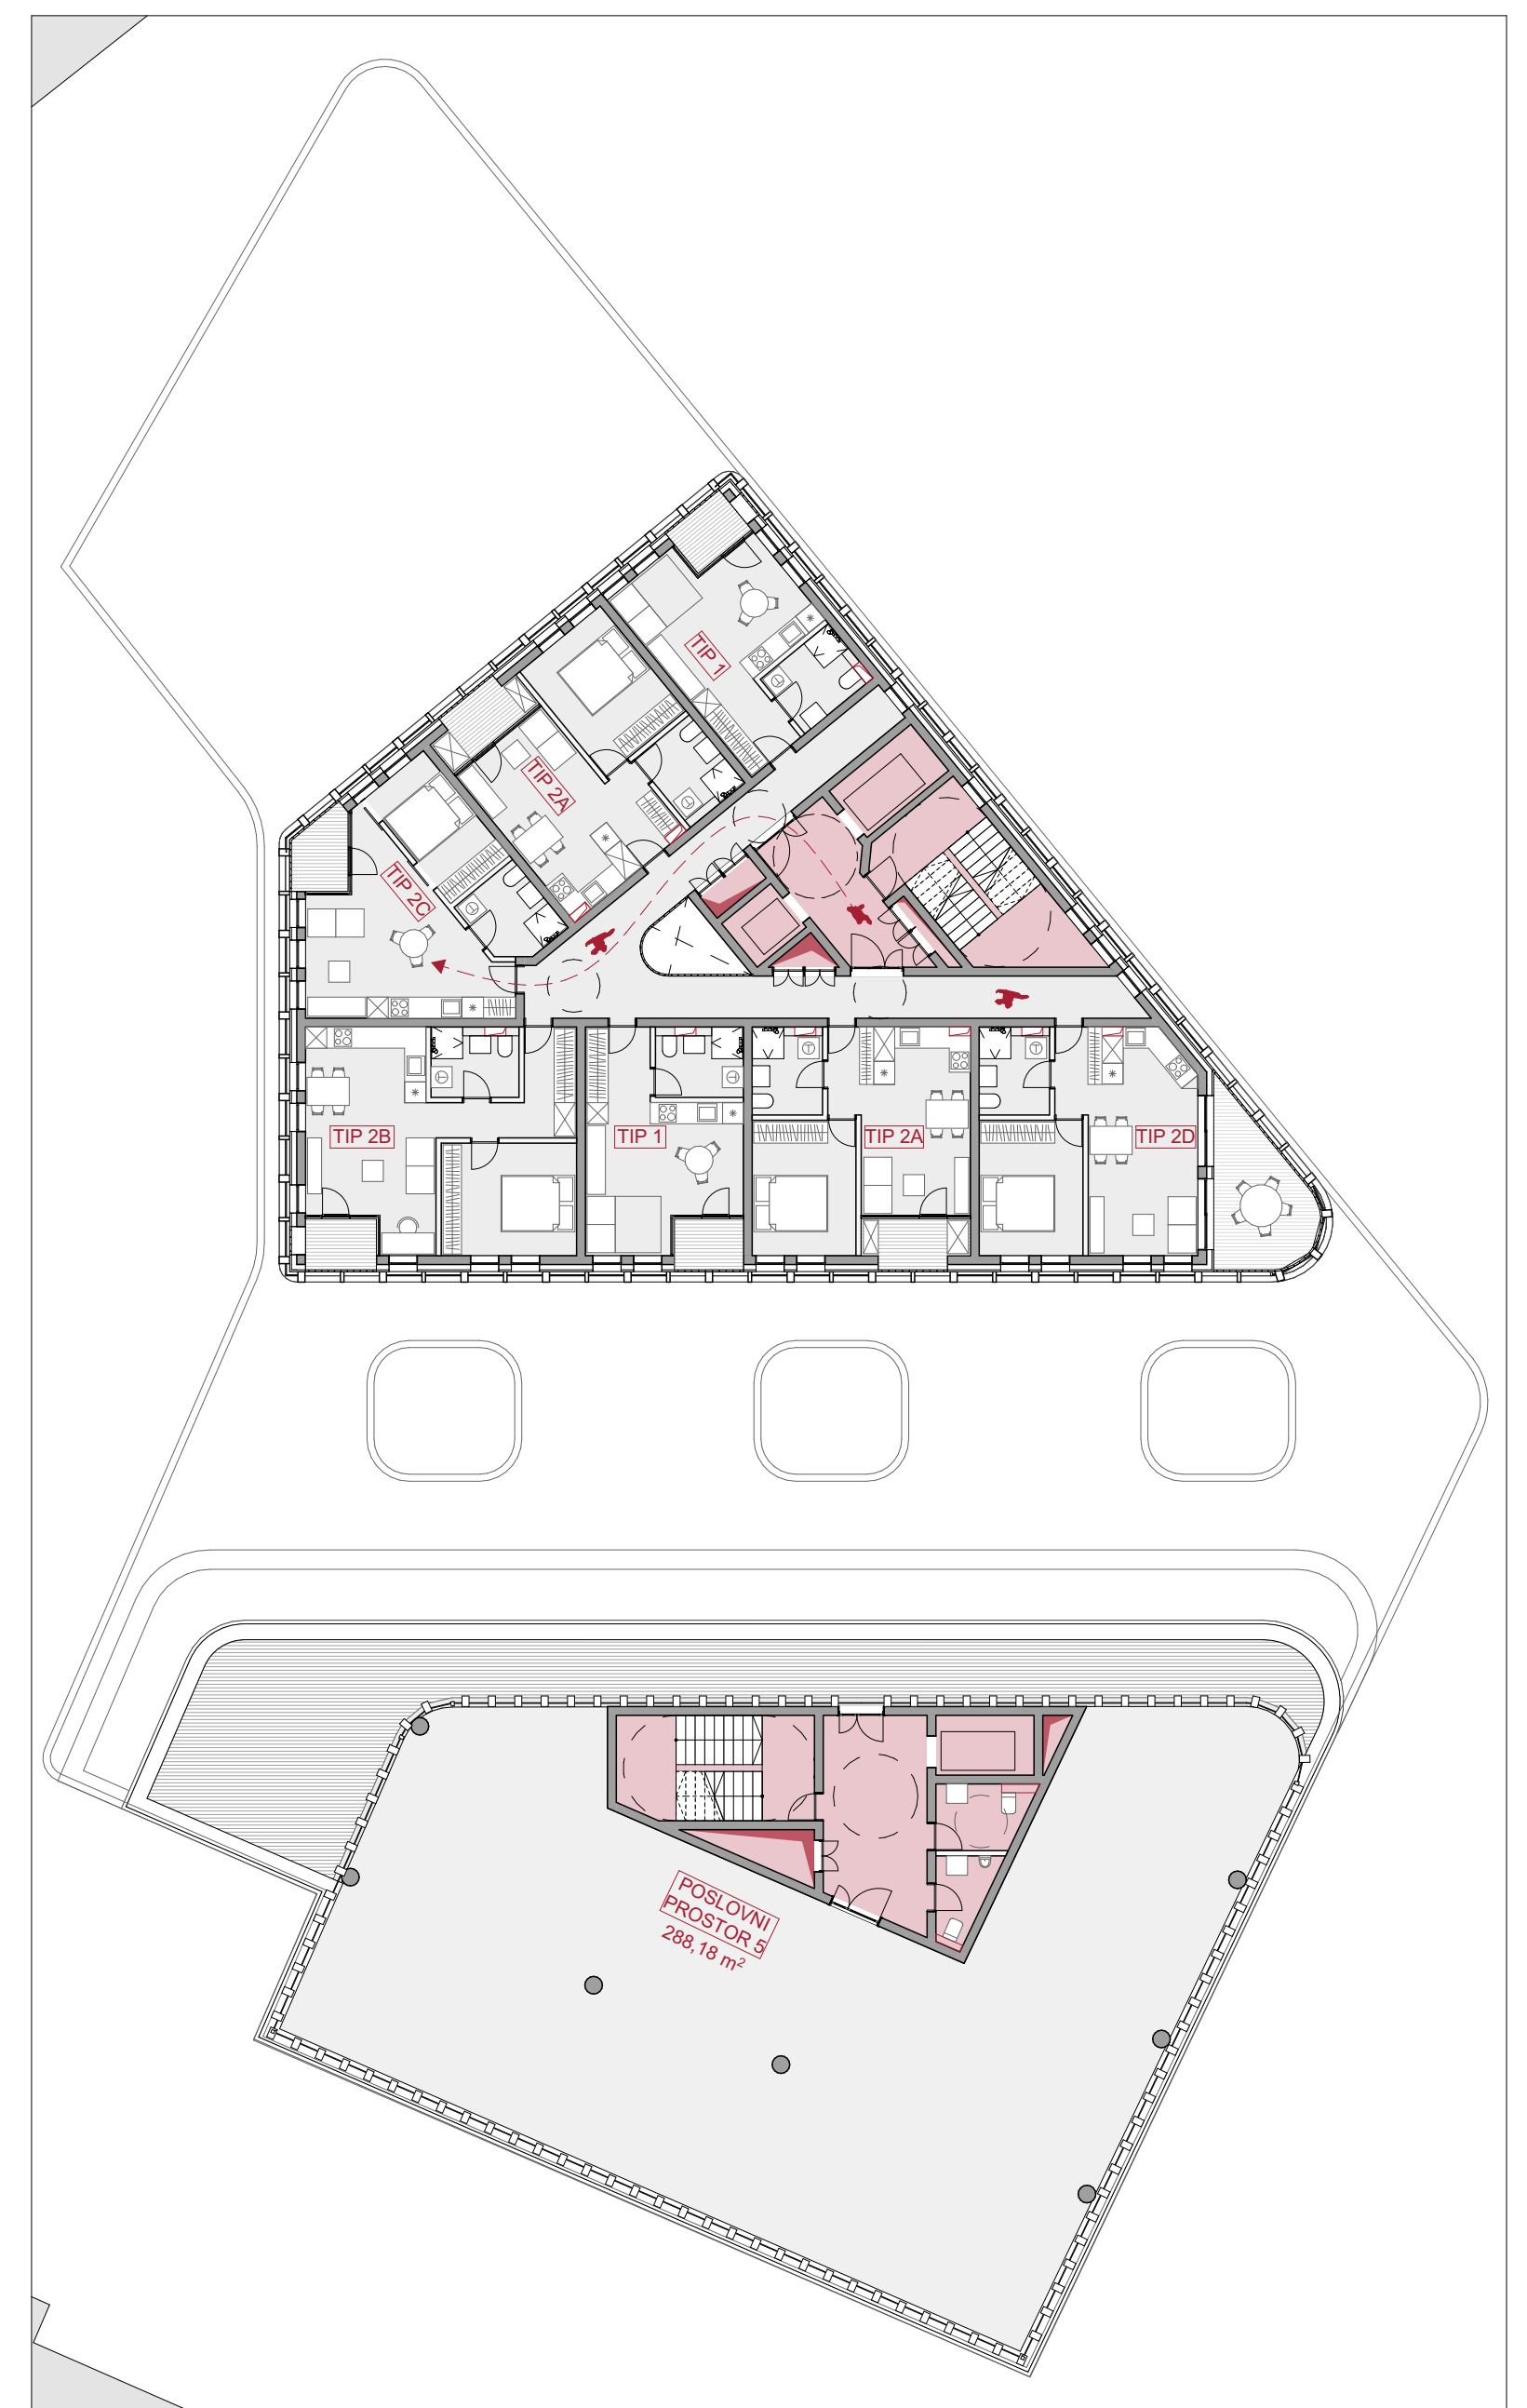 TIP 1
TIP 2A
TIP 2C
TIP 2B
TIP 1
TIP 2A
TIP 2D
POSLOVNI
PROSTOR 5
288,18 m²